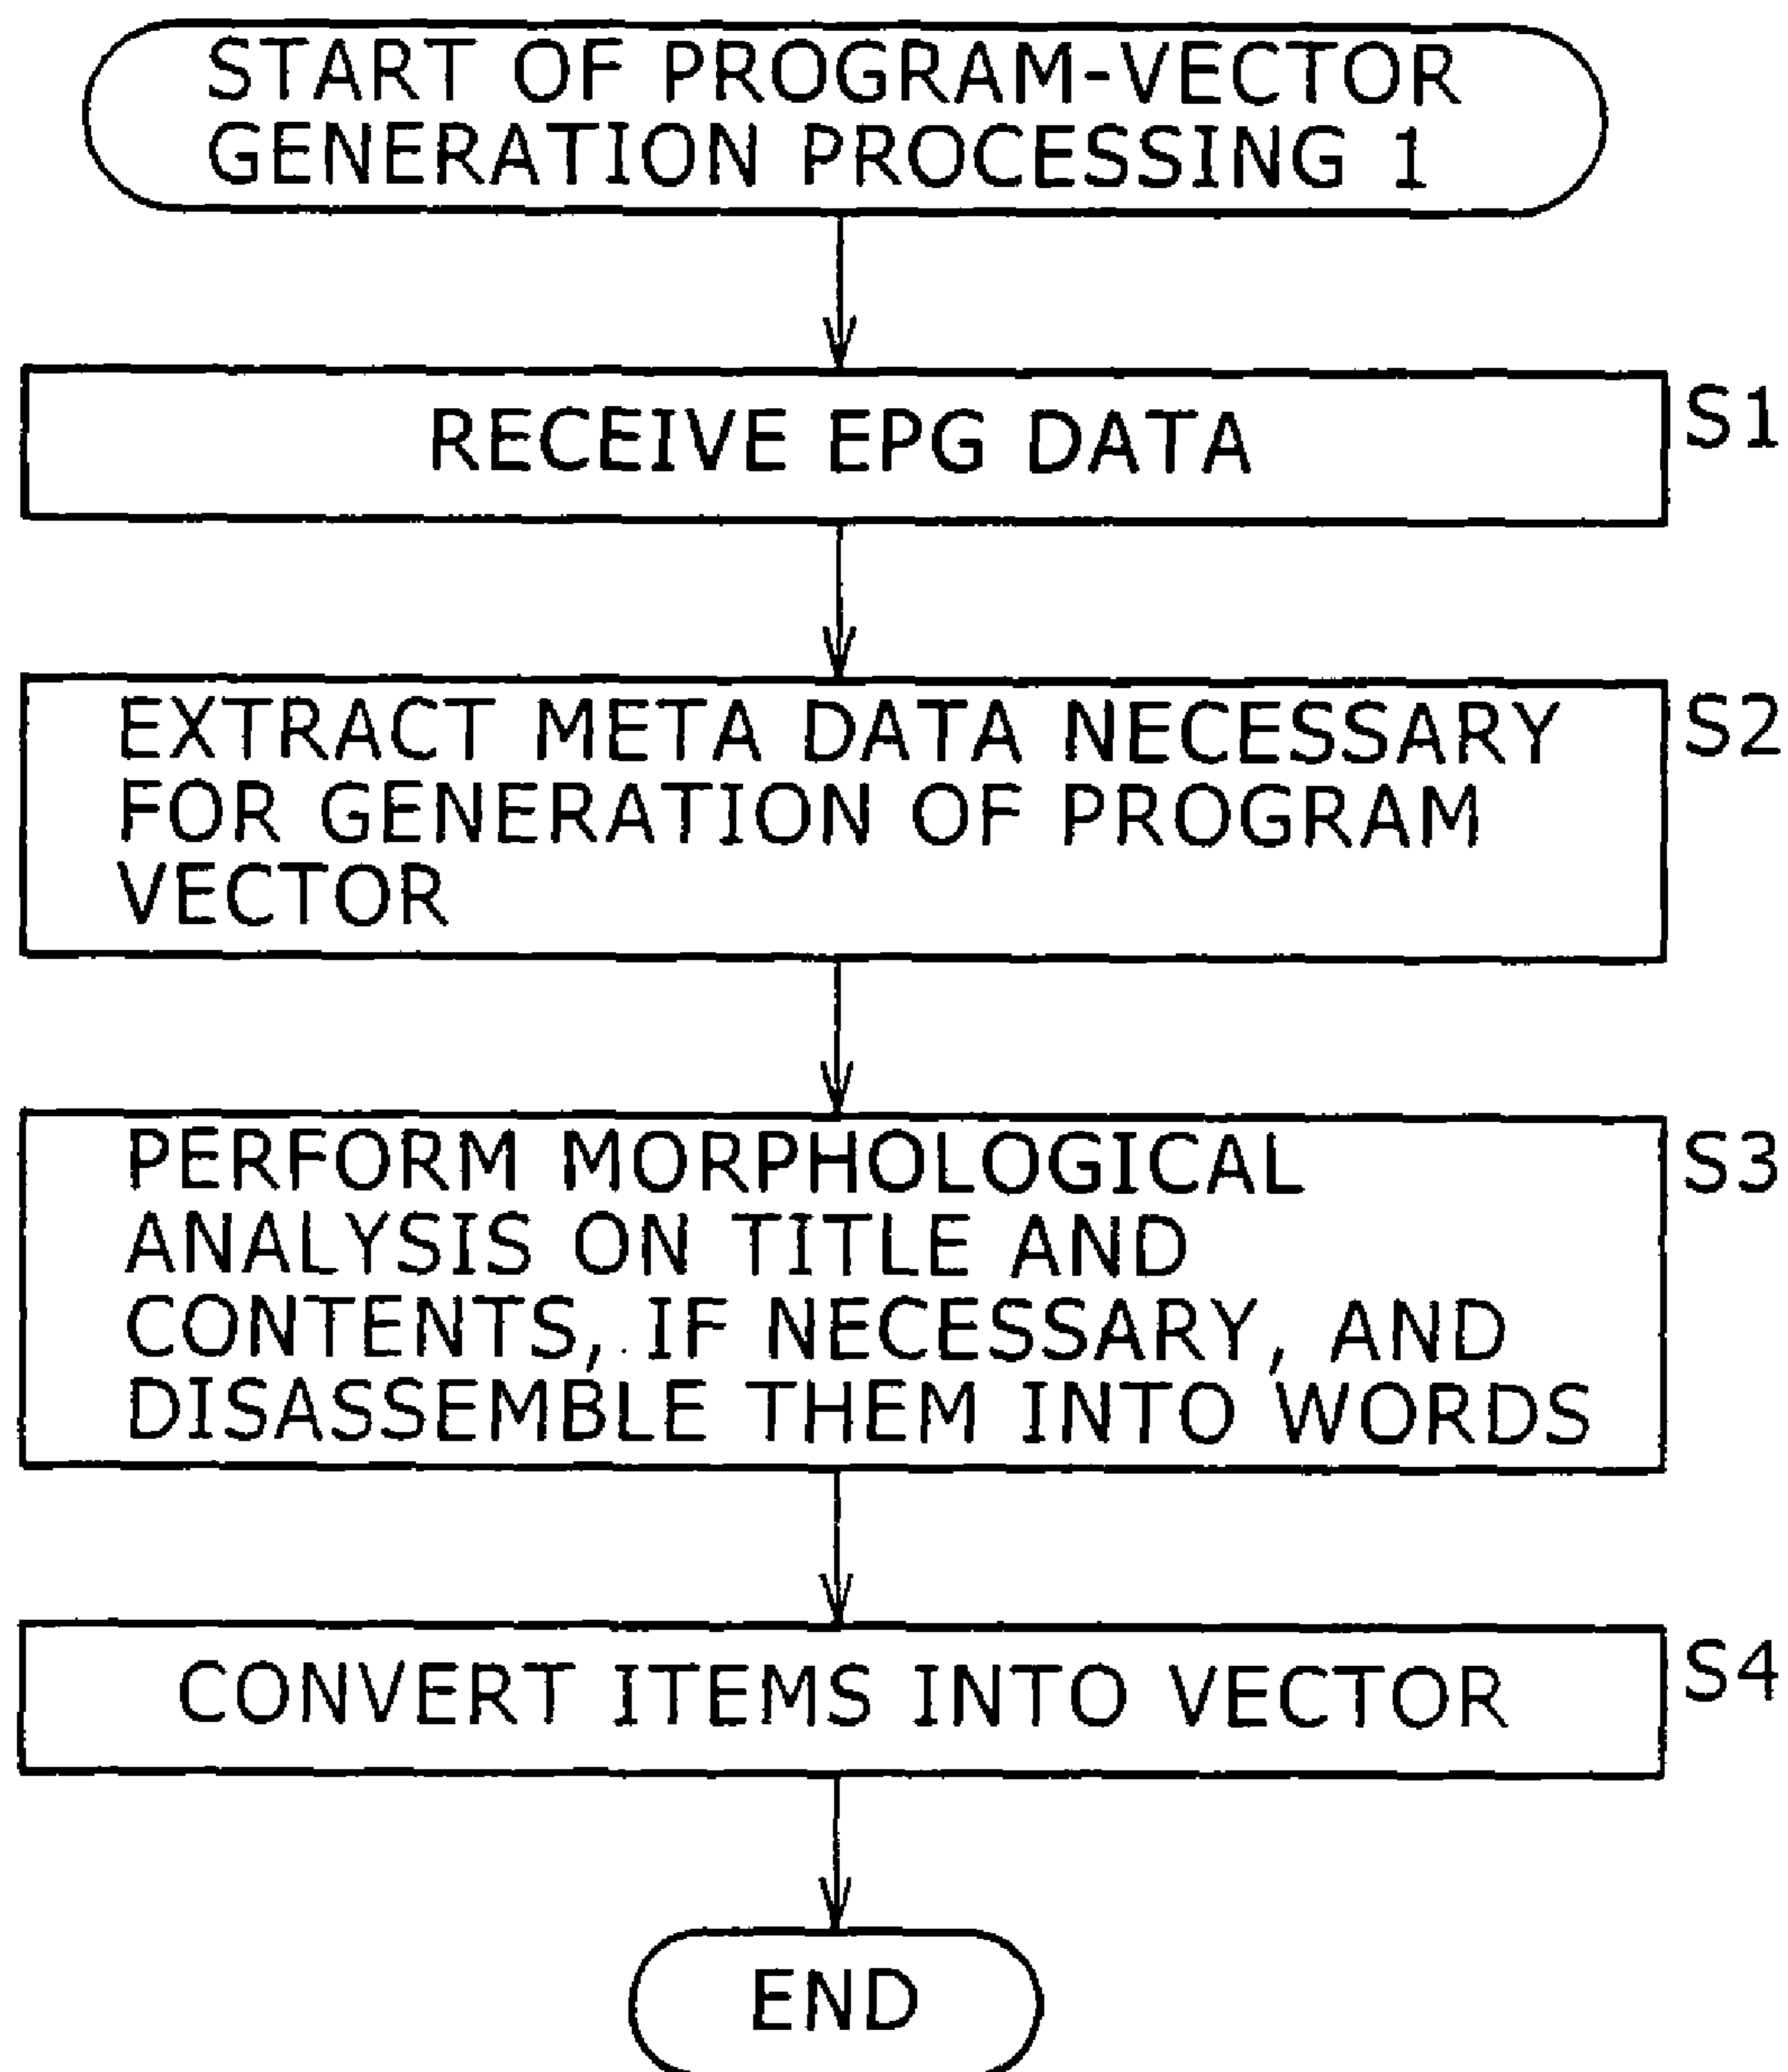 START OF PROGRAM-VECTOR
GENERATION PROCESSING 1
RECEIVE EPG DATA
S1
EXTRACT META DATA NECESSARY
FOR GENERATION OF PROGRAM
VECTOR
S2
PERFORM MORPHOLOGICAL
ANALYSIS ON TITLE AND
CONTENTS, IF NECESSARY, AND
DISASSEMBLE THEM INTO WORDS
S3
CONVERT ITEMS INTO VECTOR
S4
END